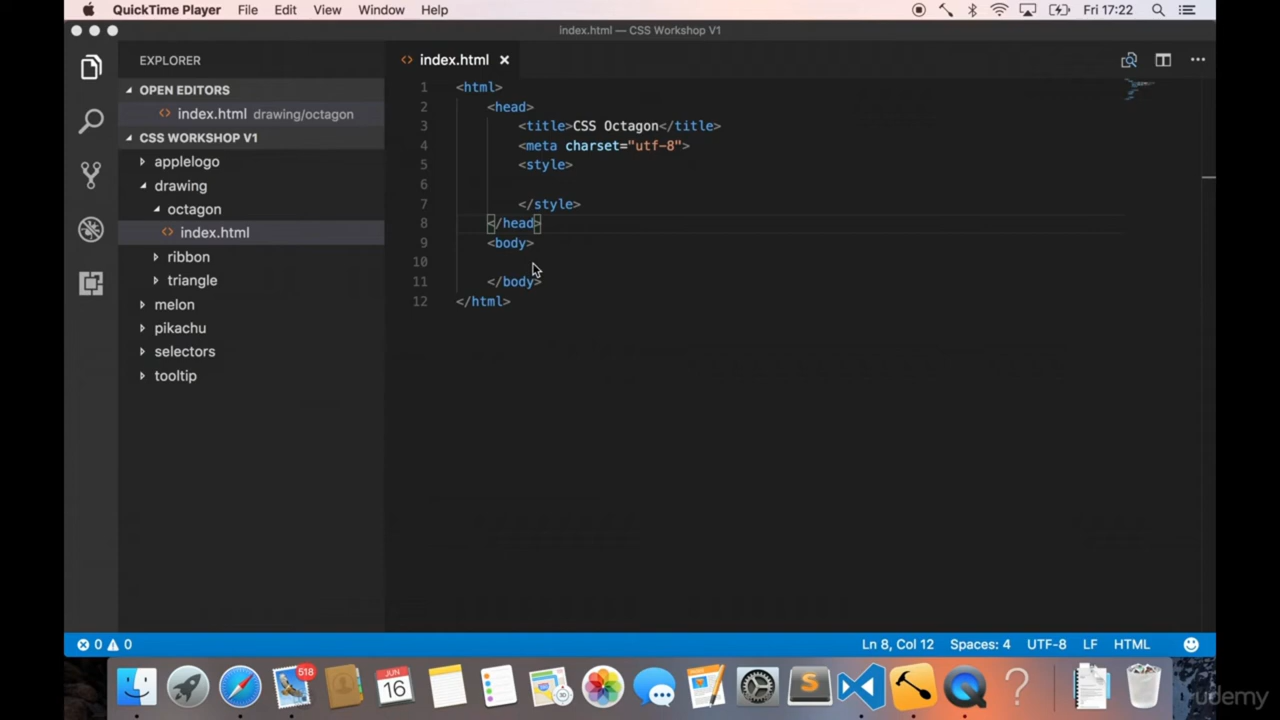 QuickTime Player File Edit View Window Help Fri 17:22
index.html — CSS Workshop V1
EXPLORER
index.html
OPEN EDITORS
index.html drawing/octagon
CSS WORKSHOP V1
applelogo
drawing
octagon
index.html
ribbon
triangle
melon
pikachu
selectors
tooltip
1 <html>
2 <head>
3 <title>CSS Octagon</title>
4 <meta charset="utf-8">
5 <style>
6
7 </style>
8 </head>
9 <body>
10
11 </body>
12 </html>
0 0 Ln 8, Col 12 Spaces: 4 UTF-8 LF HTML
518
JUN
16
3D
udemy